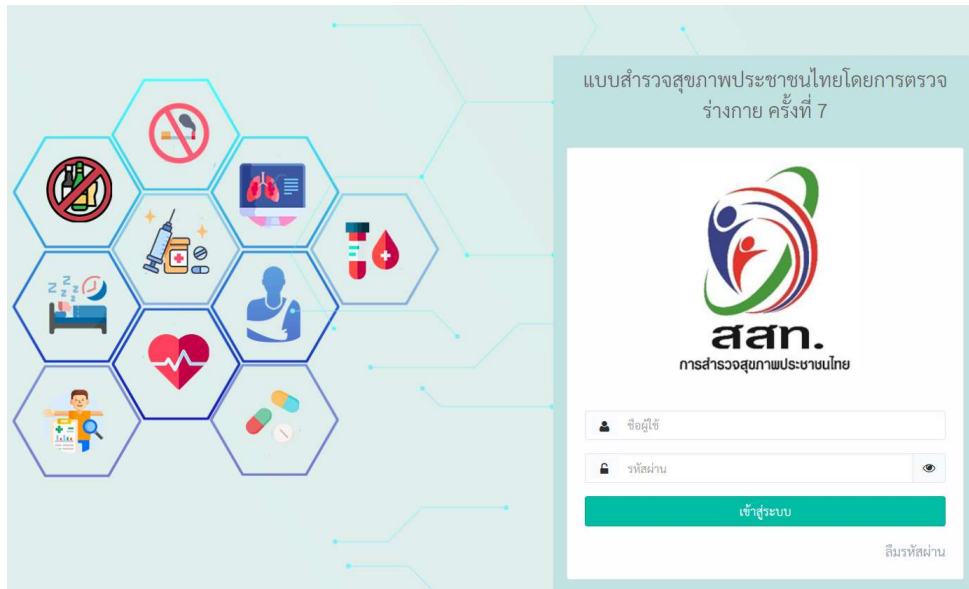 แบบสำรวจสุขภาพประชาชนไทยโดยการตรวจ
ร่างกาย ครั้งที่ 7
สสท.
การสำรวจสุขภาพประชาชนไทย
ชื่อผู้ใช้
รหัสผ่าน
เข้าสู่ระบบ
ลืมรหัสผ่าน
z z z z z